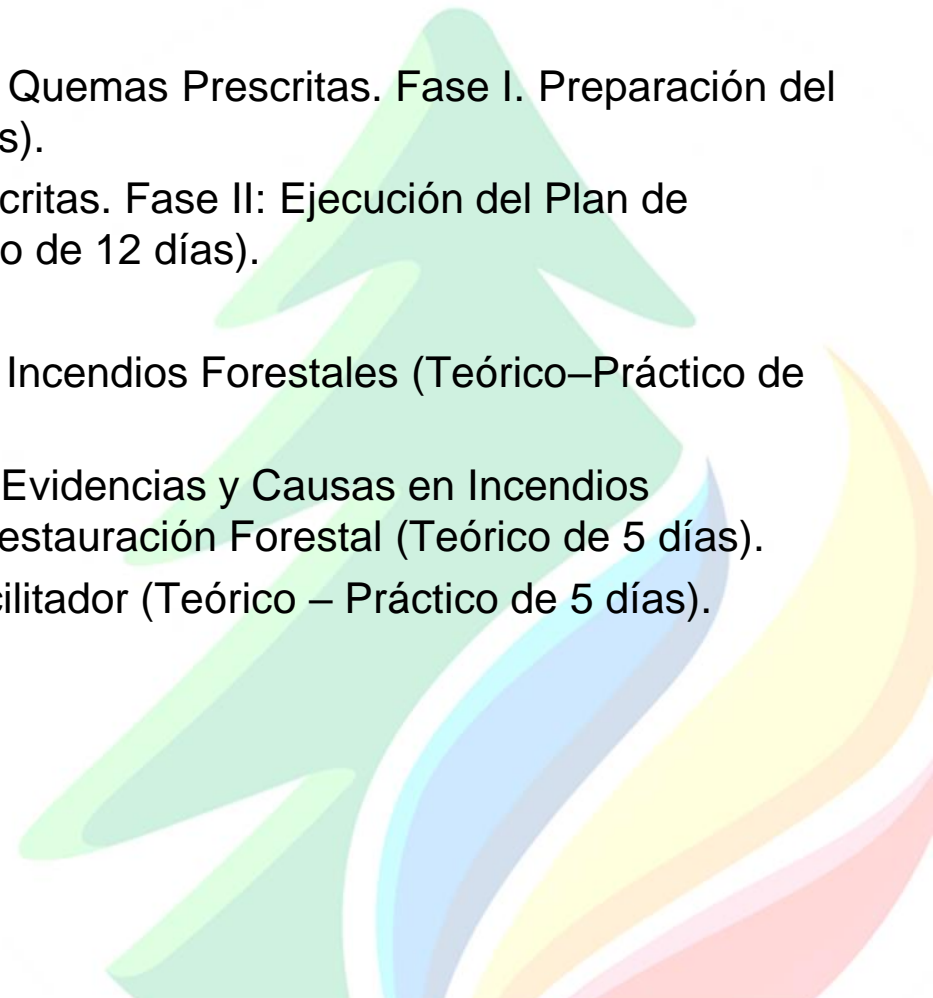 Quemas Prescritas. Fase I. Preparación del
s).
critas. Fase II: Ejecución del Plan de
o de 12 días).
Incendios Forestales (Teórico–Práctico de
Evidencias y Causas en Incendios
estauración Forestal (Teórico de 5 días).
cilitador (Teórico – Práctico de 5 días).